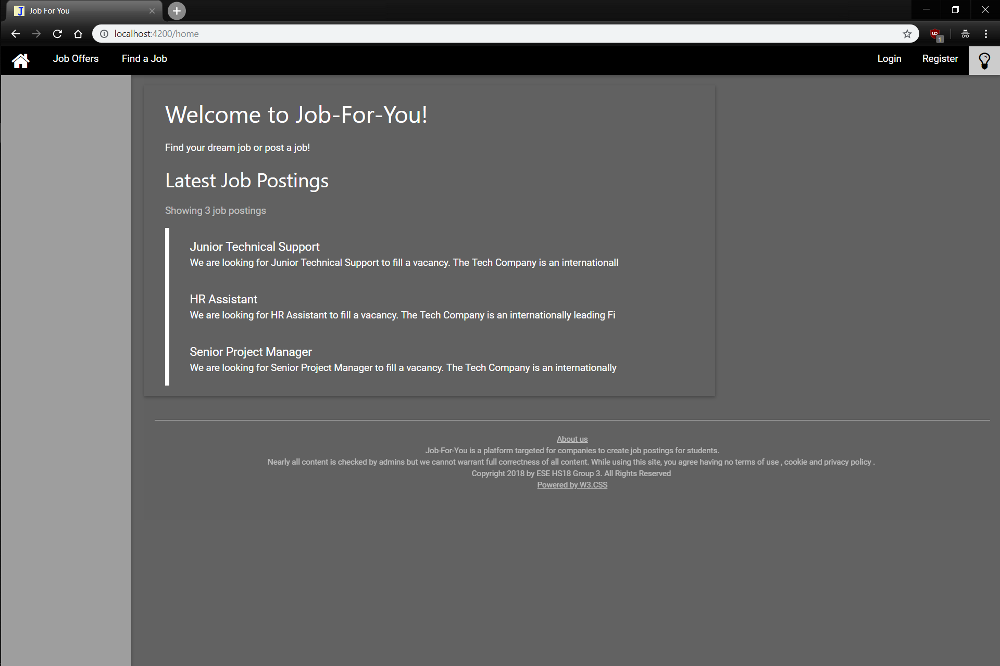 J Job For You
localhost:4200/home
1
Job Offers Find a Job Login Register
Welcome to Job-For-You!
Find your dream job or post a job!
Latest Job Postings
Showing 3 job postings
Junior Technical Support
We are looking for Junior Technical Support to fill a vacancy. The Tech Company is an internationall
HR Assistant
We are looking for HR Assistant to fill a vacancy. The Tech Company is an internationally leading Fi
Senior Project Manager
We are looking for Senior Project Manager to fill a vacancy. The Tech Company is an internationally
About us
Job-For-You is a platform targeted for companies to create job postings for students.
Nearly all content is checked by admins but we cannot warrant full correctness of all content. While using this site, you agree having no terms of use , cookie and privacy policy .
Copyright 2018 by ESE HS18 Group 3. All Rights Reserved
Powered by W3.CSS